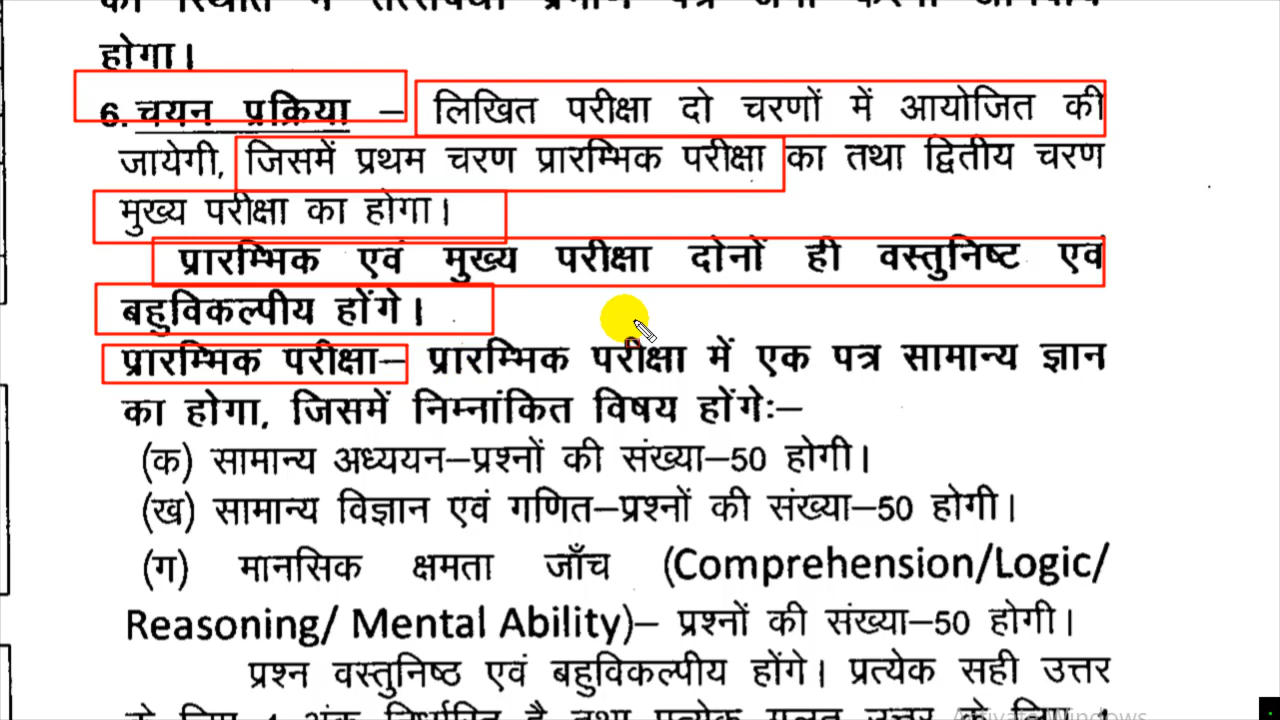 होगा।
6. चयन प्रक्रिया – लिखित परीक्षा दो चरणों में आयोजित की
जायेगी, जिसमें प्रथम चरण प्रारम्भिक परीक्षा का तथा द्वितीय चरण
मुख्य परीक्षा का होगा।
प्रारम्भिक एवं मुख्य परीक्षा दोनों ही वस्तुनिष्ट एवं
बहुविकल्पीय होंगे।
प्रारम्भिक परीक्षा– प्रारम्भिक परीक्षा में एक पत्र सामान्य ज्ञान
का होगा, जिसमें निम्नांकित विषय होंगेः–
(क) सामान्य अध्ययन–प्रश्नों की संख्या–50 होगी।
(ख) सामान्य विज्ञान एवं गणित–प्रश्नों की संख्या–50 होगी।
(ग) मानसिक क्षमता जाँच (Comprehension/Logic/
Reasoning/ Mental Ability)– प्रश्नों की संख्या–50 होगी।
प्रश्न वस्तुनिष्ठ एवं बहुविकल्पीय होंगे। प्रत्येक सही उत्तर